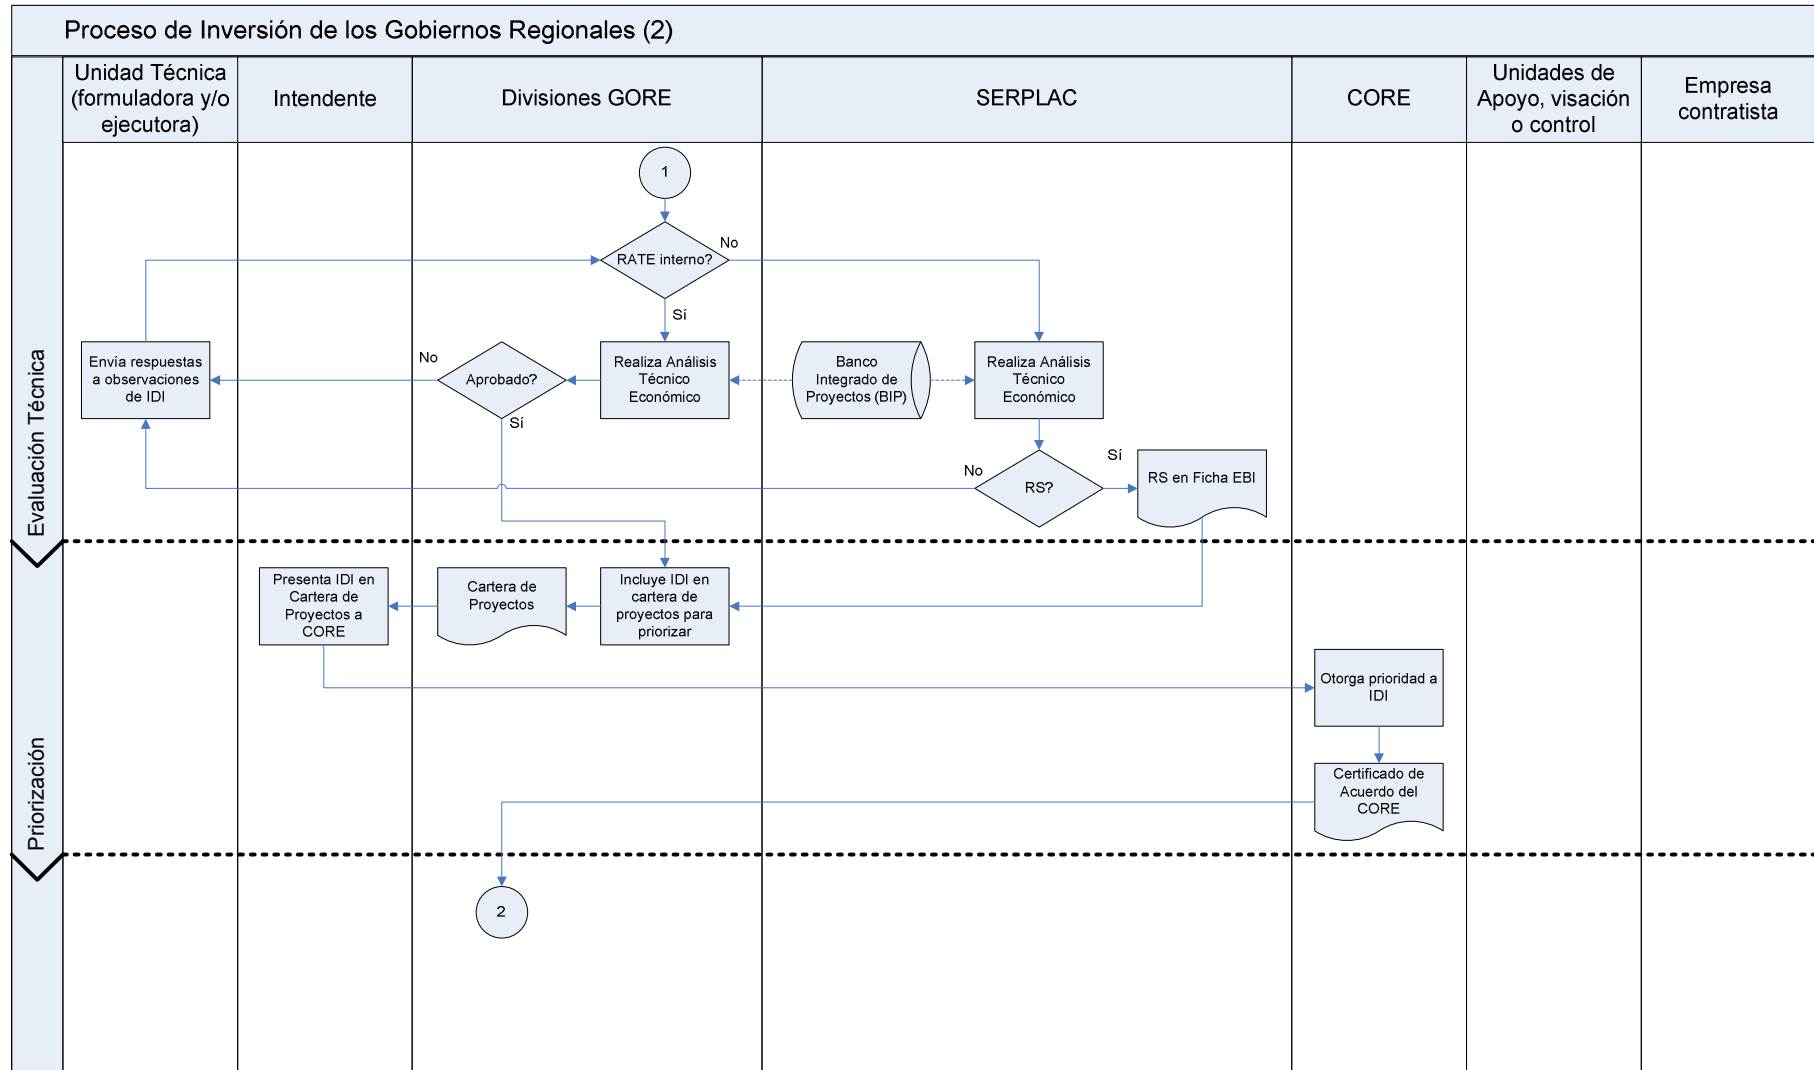 Proceso de Inversión de los Gobiernos Regionales (2)
Unidad Técnica
(formuladora y/o
ejecutora)
Intendente
Divisiones GORE
SERPLAC
CORE
Unidades de
Apoyo, visación
o control
Empresa
contratista
Evaluación Técnica
1
RATE interno?
No
Sí
Envía respuestas
a observaciones
de IDI
No
Aprobado?
Sí
Realiza Análisis
Técnico
Económico
Banco
Integrado de
Proyectos (BIP)
Realiza Análisis
Técnico
Económico
No
RS?
Sí
RS en Ficha EBI
Priorización
Presenta IDI en
Cartera de
Proyectos a
CORE
Cartera de
Proyectos
Incluye IDI en
cartera de
proyectos para
priorizar
Otorga prioridad a
IDI
Certificado de
Acuerdo del
CORE
2